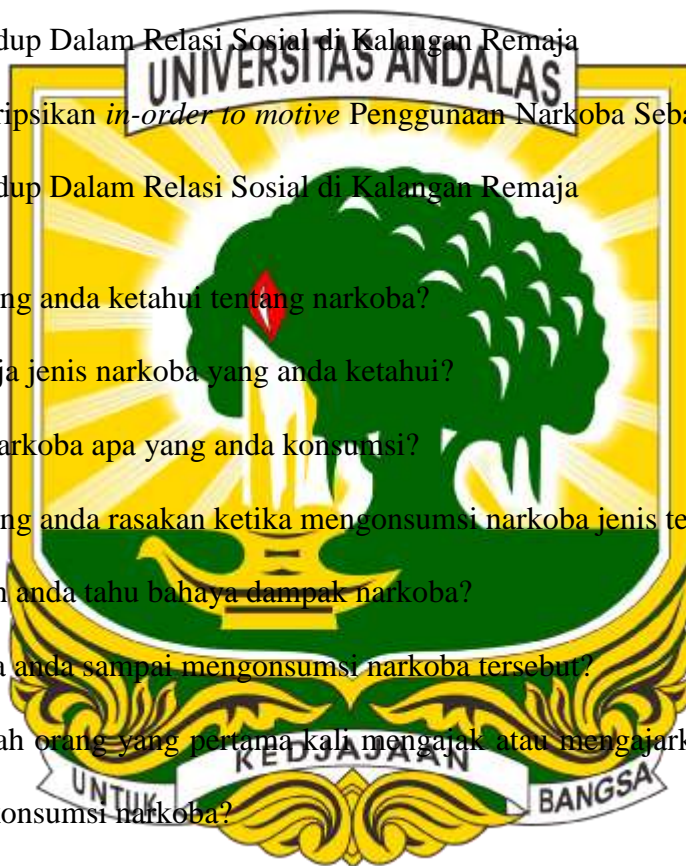 dup Dalam Relasi Sosial di Kalangan Remaja
UNIVERSITAS ANDALAS
ripsikan in-order to motive Penggunaan Narkoba Seba
dup Dalam Relasi Sosial di Kalangan Remaja
ng anda ketahui tentang narkoba?
ja jenis narkoba yang anda ketahui?
arkoba apa yang anda konsumsi?
ng anda rasakan ketika mengonsumsi narkoba jenis te
h anda tahu bahaya dampak narkoba?
a anda sampai mengonsumsi narkoba tersebut?
ah orang yang pertama kali mengajak atau mengajark
KEDJAJAAN
UNTUK
BANGSA
konsumsi narkoba?